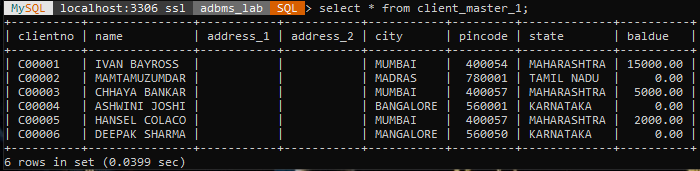 MySQL localhost:3306 ssl adbms_lab SQL > select * from client_master_1;
+----------+---------------+-----------+-----------+-----------+---------+-------------+----------+
| clientno | name          | address_1 | address_2 | city      | pincode | state       | baldue   |
+----------+---------------+-----------+-----------+-----------+---------+-------------+----------+
| C00001   | IVAN BAYROSS  |           |           | MUMBAI    |  400054 | MAHARASHTRA | 15000.00 |
| C00002   | MAMTAMUZUMDAR |           |           | MADRAS    |  780001 | TAMIL NADU  |     0.00 |
| C00003   | CHHAYA BANKAR |           |           | MUMBAI    |  400057 | MAHARASHTRA |  5000.00 |
| C00004   | ASHWINI JOSHI |           |           | BANGALORE |  560001 | KARNATAKA   |     0.00 |
| C00005   | HANSEL COLACO |           |           | MUMBAI    |  400057 | MAHARASHTRA |  2000.00 |
| C00006   | DEEPAK SHARMA |           |           | MANGALORE |  560050 | KARNATAKA   |     0.00 |
+----------+---------------+-----------+-----------+-----------+---------+-------------+----------+
6 rows in set (0.0399 sec)